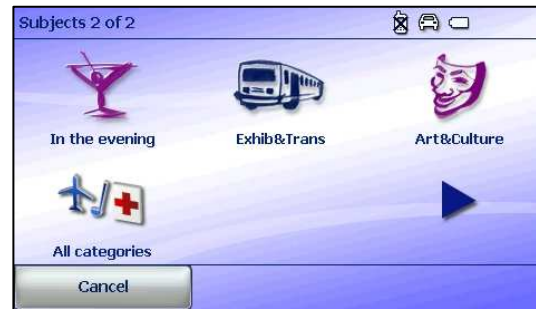 Subjects 2 of 2
In the evening
Exhib&Trans
Art&Culture
All categories
Cancel